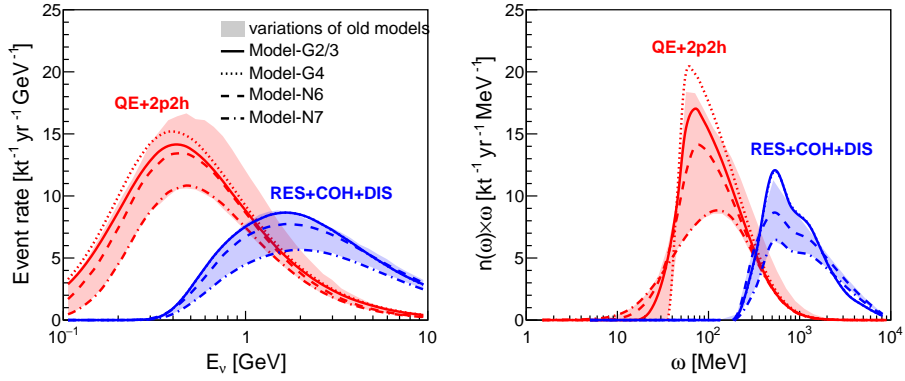 Event rate [kt⁻¹ yr⁻¹ GeV⁻¹]
25
20
15
10
5
0
variations of old models
Model-G2/3
Model-G4
Model-N6
Model-N7
QE+2p2h
RES+COH+DIS
10⁻¹ 1 10
E_ν [GeV]
n(ω)×ω [kt⁻¹ yr⁻¹ MeV⁻¹]
25
20
15
10
5
0
QE+2p2h
RES+COH+DIS
1 10 10² 10³ 10⁴
ω [MeV]